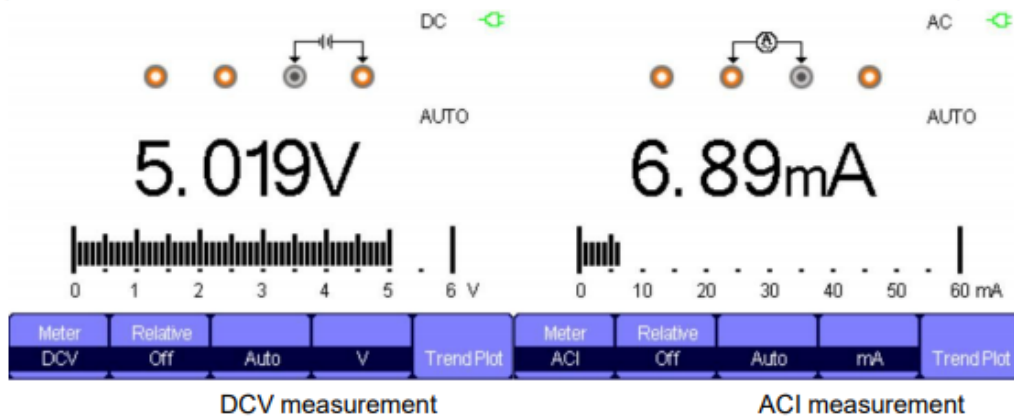 DC
AUTO
5.019V
0 1 2 3 4 5 6 V
Meter Relative
DCV Off Auto V Trend Plot
DCV measurement
AC
A
AUTO
6.89mA
0 10 20 30 40 50 60 mA
Meter Relative
ACI Off Auto mA Trend Plot
ACI measurement